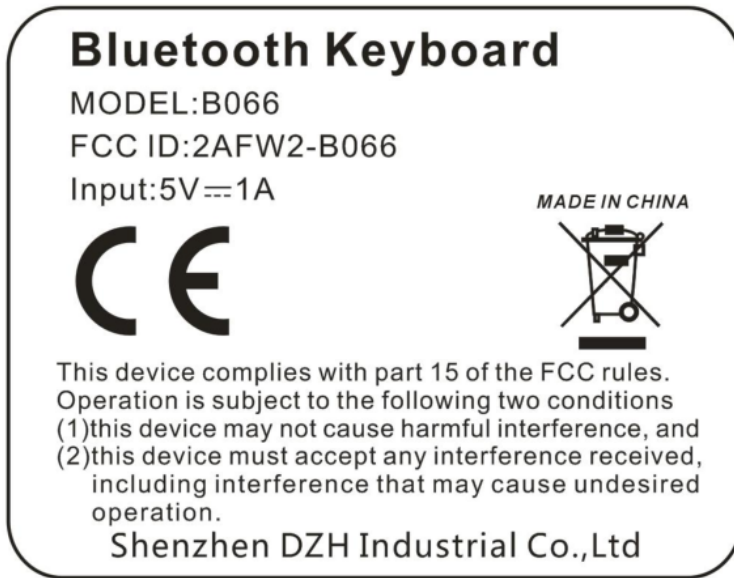 Bluetooth Keyboard
MODEL:B066
FCC ID:2AFW2-B066
Input:5V⎓1A
MADE IN CHINA
CE
This device complies with part 15 of the FCC rules.
Operation is subject to the following two conditions
(1)this device may not cause harmful interference, and
(2)this device must accept any interference received,
including interference that may cause undesired
operation.
Shenzhen DZH Industrial Co.,Ltd